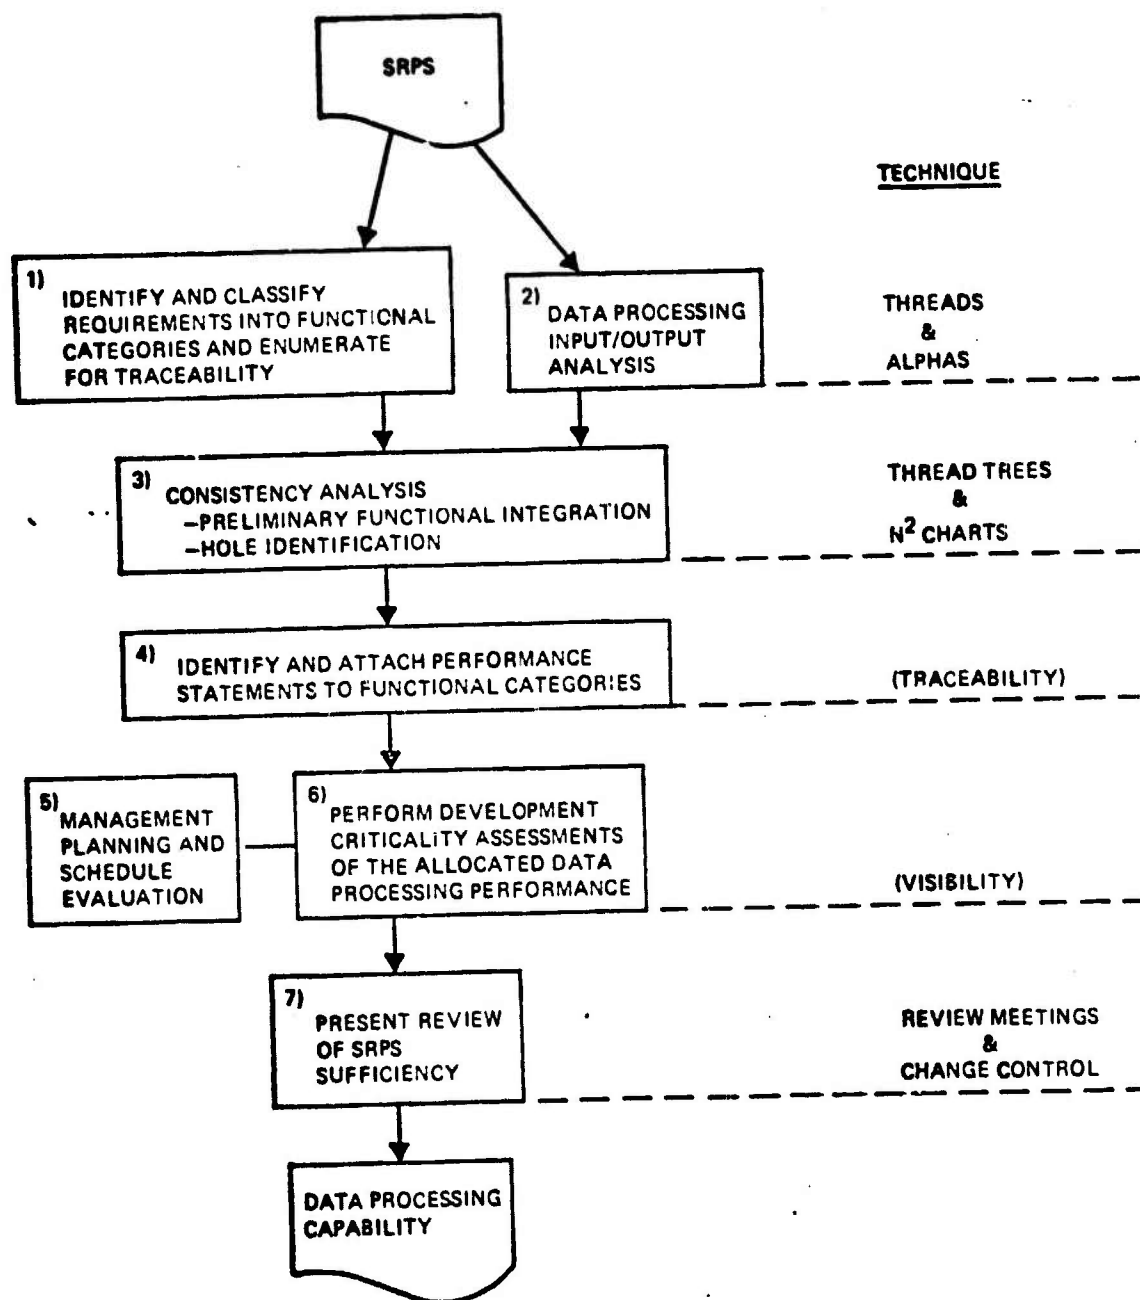 SRPS
TECHNIQUE
1)
IDENTIFY AND CLASSIFY
REQUIREMENTS INTO FUNCTIONAL
CATEGORIES AND ENUMERATE
FOR TRACEABILITY
2)
DATA PROCESSING
INPUT/OUTPUT
ANALYSIS
THREADS
&
ALPHAS
3)
CONSISTENCY ANALYSIS
–PRELIMINARY FUNCTIONAL INTEGRATION
–HOLE IDENTIFICATION
THREAD TREES
&
N² CHARTS
4)
IDENTIFY AND ATTACH PERFORMANCE
STATEMENTS TO FUNCTIONAL CATEGORIES
(TRACEABILITY)
5)
MANAGEMENT
PLANNING AND
SCHEDULE
EVALUATION
6)
PERFORM DEVELOPMENT
CRITICALITY ASSESSMENTS
OF THE ALLOCATED DATA
PROCESSING PERFORMANCE
(VISIBILITY)
7)
PRESENT REVIEW
OF SRPS
SUFFICIENCY
REVIEW MEETINGS
&
CHANGE CONTROL
DATA PROCESSING
CAPABILITY